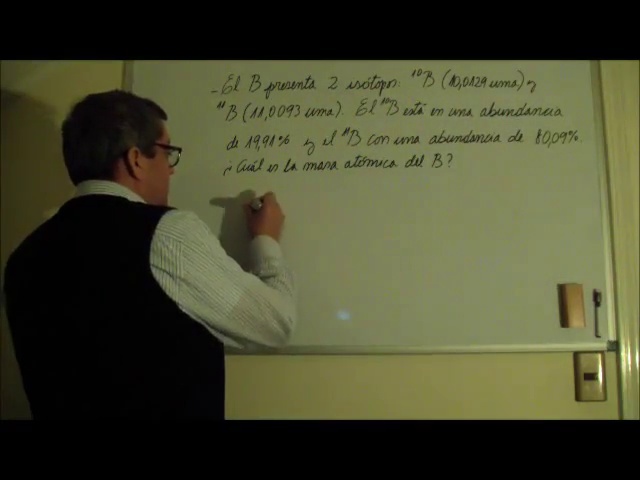 - El B presenta 2 isótopos: ¹⁰B (10,0129 uma) y
¹¹B (11,0093 uma). El ¹⁰B está en una abundancia
de 19,91% y el ¹¹B con una abundancia de 80,09%.
¿Cuál es la masa atómica del B?